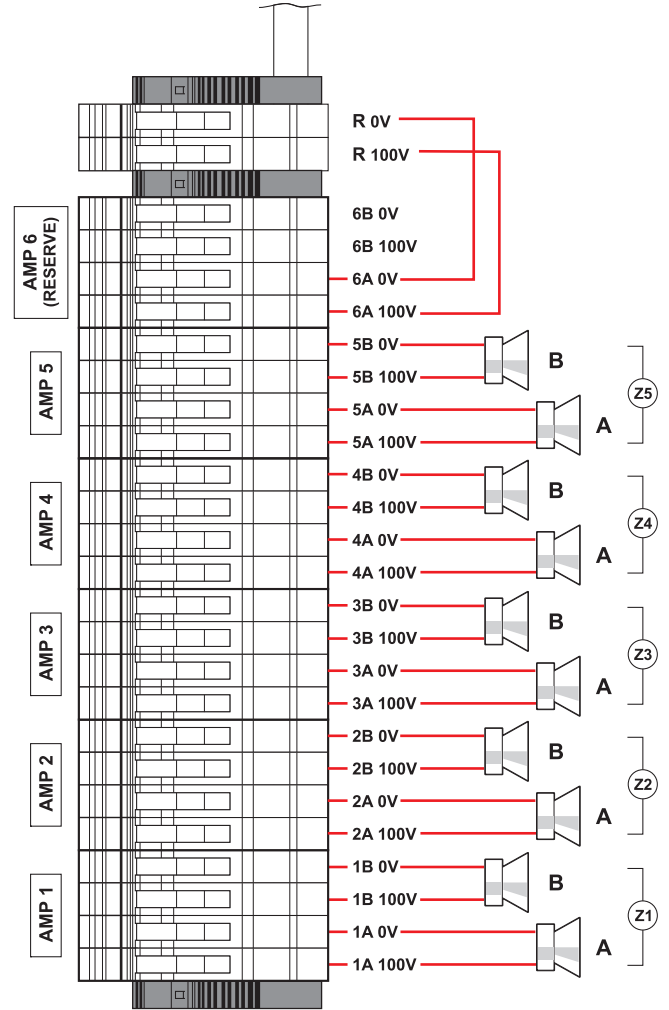 R 0V
R 100V
AMP 6
(RESERVE)
6B 0V
6B 100V
6A 0V
6A 100V
AMP 5
5B 0V
5B 100V
5A 0V
5A 100V
B
A
Z5
AMP 4
4B 0V
4B 100V
4A 0V
4A 100V
B
A
Z4
AMP 3
3B 0V
3B 100V
3A 0V
3A 100V
B
A
Z3
AMP 2
2B 0V
2B 100V
2A 0V
2A 100V
B
A
Z2
AMP 1
1B 0V
1B 100V
1A 0V
1A 100V
B
A
Z1